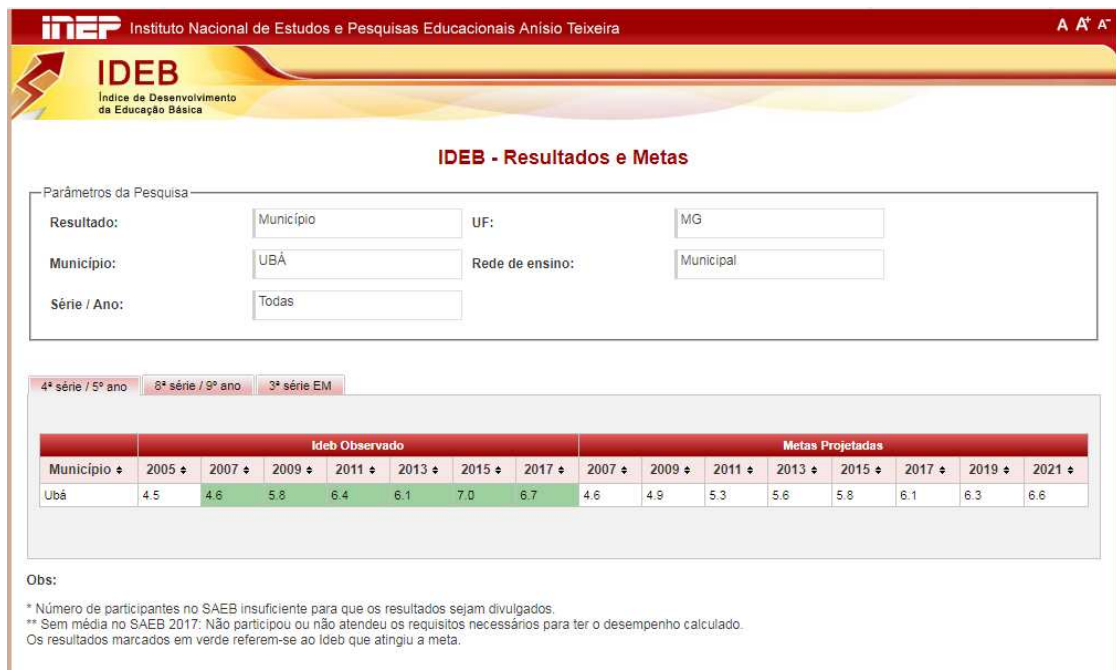 inep Instituto Nacional de Estudos e Pesquisas Educacionais Anísio Teixeira A A+ A-
IDEB
Índice de Desenvolvimento
da Educação Básica
IDEB - Resultados e Metas
Parâmetros da Pesquisa
Resultado: Município UF: MG
Município: UBÁ Rede de ensino: Municipal
Série / Ano: Todas
4ª série / 5º ano 8ª série / 9º ano 3ª série EM
Ideb Observado Metas Projetadas
Município 2005 2007 2009 2011 2013 2015 2017 2007 2009 2011 2013 2015 2017 2019 2021
Ubá 4.5 4.6 5.8 6.4 6.1 7.0 6.7 4.6 4.9 5.3 5.6 5.8 6.1 6.3 6.6
Obs:
* Número de participantes no SAEB insuficiente para que os resultados sejam divulgados.
** Sem média no SAEB 2017: Não participou ou não atendeu os requisitos necessários para ter o desempenho calculado.
Os resultados marcados em verde referem-se ao Ideb que atingiu a meta.